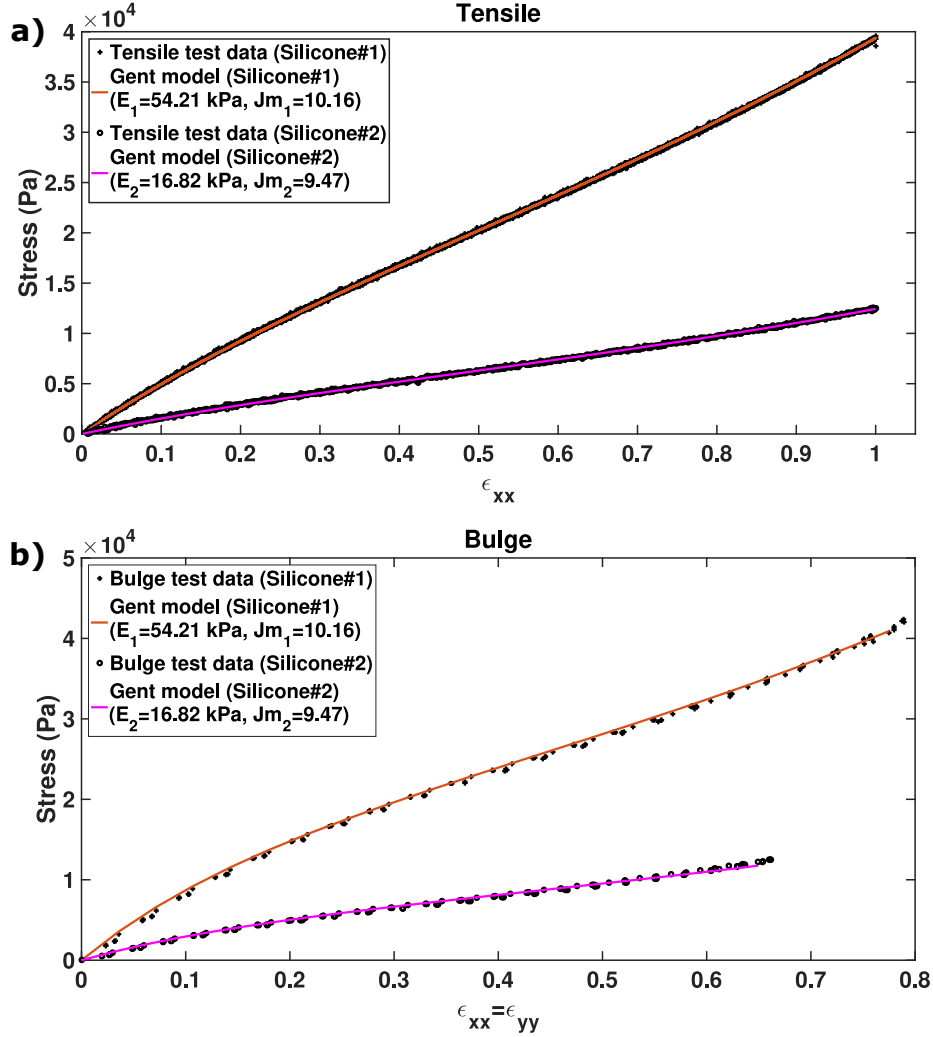 a)
Tensile
×10⁴
Tensile test data (Silicone#1)
Gent model (Silicone#1)
(E₁=54.21 kPa, Jm₁=10.16)
Tensile test data (Silicone#2)
Gent model (Silicone#2)
(E₂=16.82 kPa, Jm₂=9.47)
Stress (Pa)
4
3.5
3
2.5
2
1.5
1
0.5
0
0
0.1
0.2
0.3
0.4
0.5
0.6
0.7
0.8
0.9
1
ϵxx
b)
Bulge
×10⁴
Bulge test data (Silicone#1)
Gent model (Silicone#1)
(E₁=54.21 kPa, Jm₁=10.16)
Bulge test data (Silicone#2)
Gent model (Silicone#2)
(E₂=16.82 kPa, Jm₂=9.47)
Stress (Pa)
5
4
3
2
1
0
0
0.1
0.2
0.3
0.4
0.5
0.6
0.7
0.8
ϵxx=ϵyy